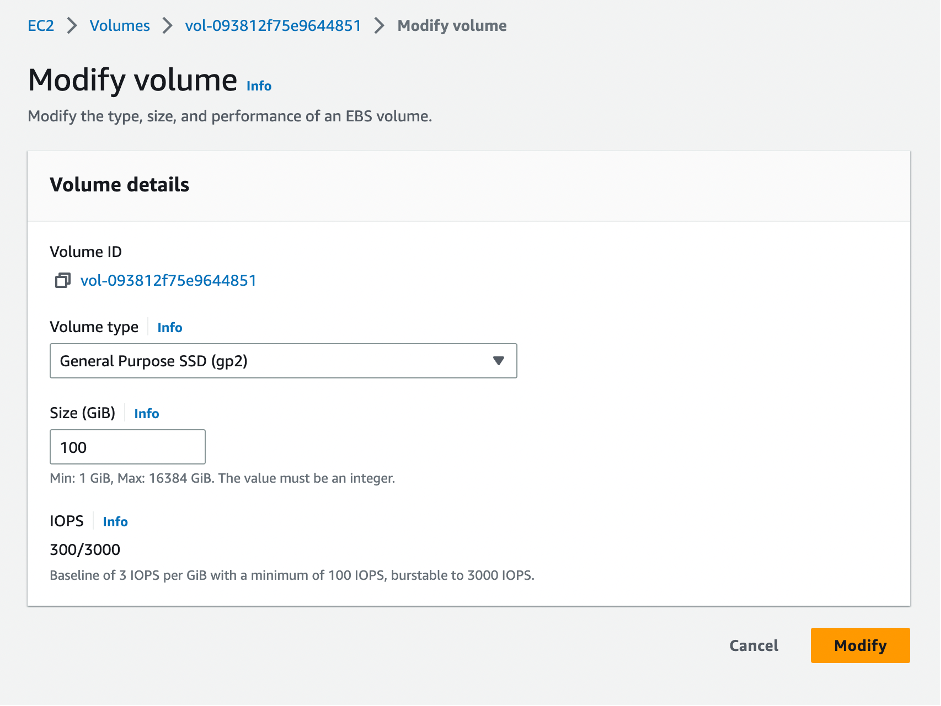 EC2 > Volumes > vol-093812f75e9644851 > Modify volume
Modify volume Info
Modify the type, size, and performance of an EBS volume.
Volume details
Volume ID
vol-093812f75e9644851
Volume type Info
General Purpose SSD (gp2)
Size (GiB) Info
100
Min: 1 GiB, Max: 16384 GiB. The value must be an integer.
IOPS Info
300/3000
Baseline of 3 IOPS per GiB with a minimum of 100 IOPS, burstable to 3000 IOPS.
Cancel Modify